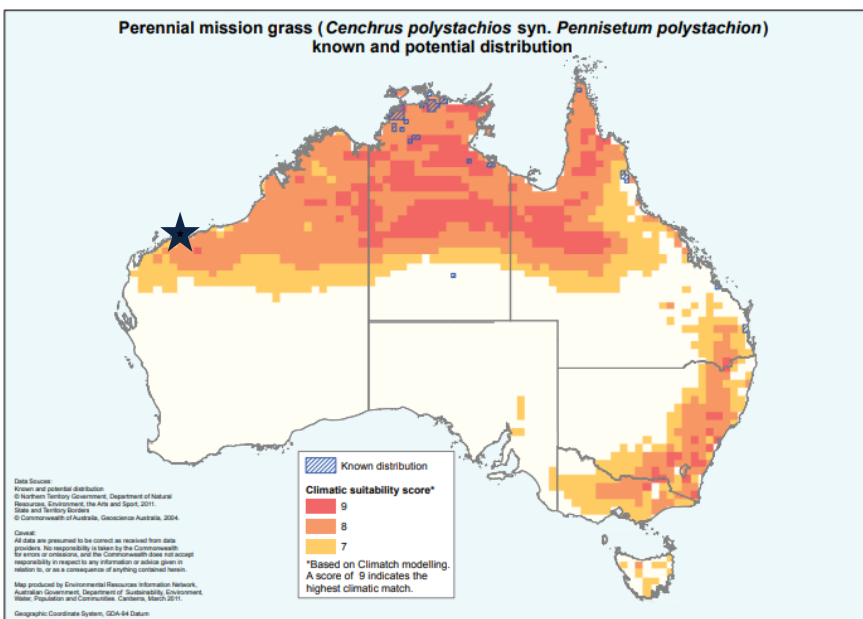 Perennial mission grass (Cenchrus polystachios syn. Pennisetum polystachion)
known and potential distribution
Data Souces:
Known and potential distribution
© Northern Territory Government, Department of Natural
Resources, Environment, the Arts and Sport, 2011.
State and Territory Borders
© Commonwealth of Australia, Geoscience Australia, 2004.
Caveat:
All data are presumed to be correct as received from data
providers. No responsibility is taken by the Commonwealth
for errors or omissions, and the Commonwealth does not accept
responsibility in respect to any information or advice given in
relation to, or as a consequence of anything contained herein.
Map produced by Environmental Resources Information Network,
Australian Government, Department of Sustainability, Environment,
Water, Population and Communities. Canberra, March 2011.
Geographic Coordinate System, GDA-94 Datum
Known distribution
Climatic suitability score*
9
8
7
*Based on Climatch modelling.
A score of 9 indicates the
highest climatic match.